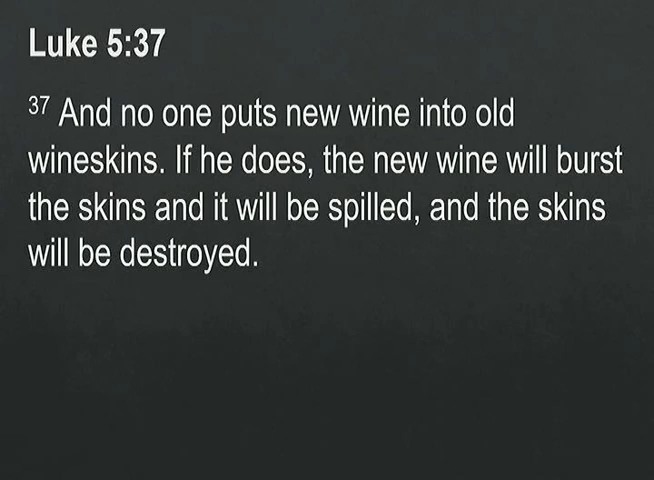 Luke 5:37
37 And no one puts new wine into old
wineskins. If he does, the new wine will burst
the skins and it will be spilled, and the skins
will be destroyed.